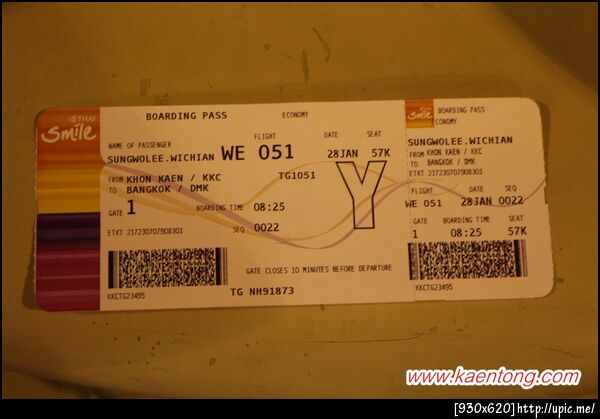 THAI
Smile
BOARDING PASS ECONOMY
NAME OF PASSENGER FLIGHT DATE SEAT
SUNGWOLEE.WICHIAN WE 051 28JAN 57K
FROM KHON KAEN / KKC TG1051
TO BANGKOK / DMK
Y
GATE 1 BOARDING TIME 08:25
ETKT 217230707908301 SEQ 0022
GATE CLOSES 10 MINUTES BEFORE DEPARTURE
KKCTG23495 TG NH91873
BOARDING PASS
CONOMY
SUNGWOLEE.WICHIAN
FROM KHON KAEN / KKC
TO BANGKOK / DMK
ETKT 217230707908301
FLIGHT DATE SEQ
WE 051 28JAN 0022
GATE BOARDING TIME SEAT
1 08:25 57K
KKCTG23495
www.kaentong.com
[930x620]http://upic.me/